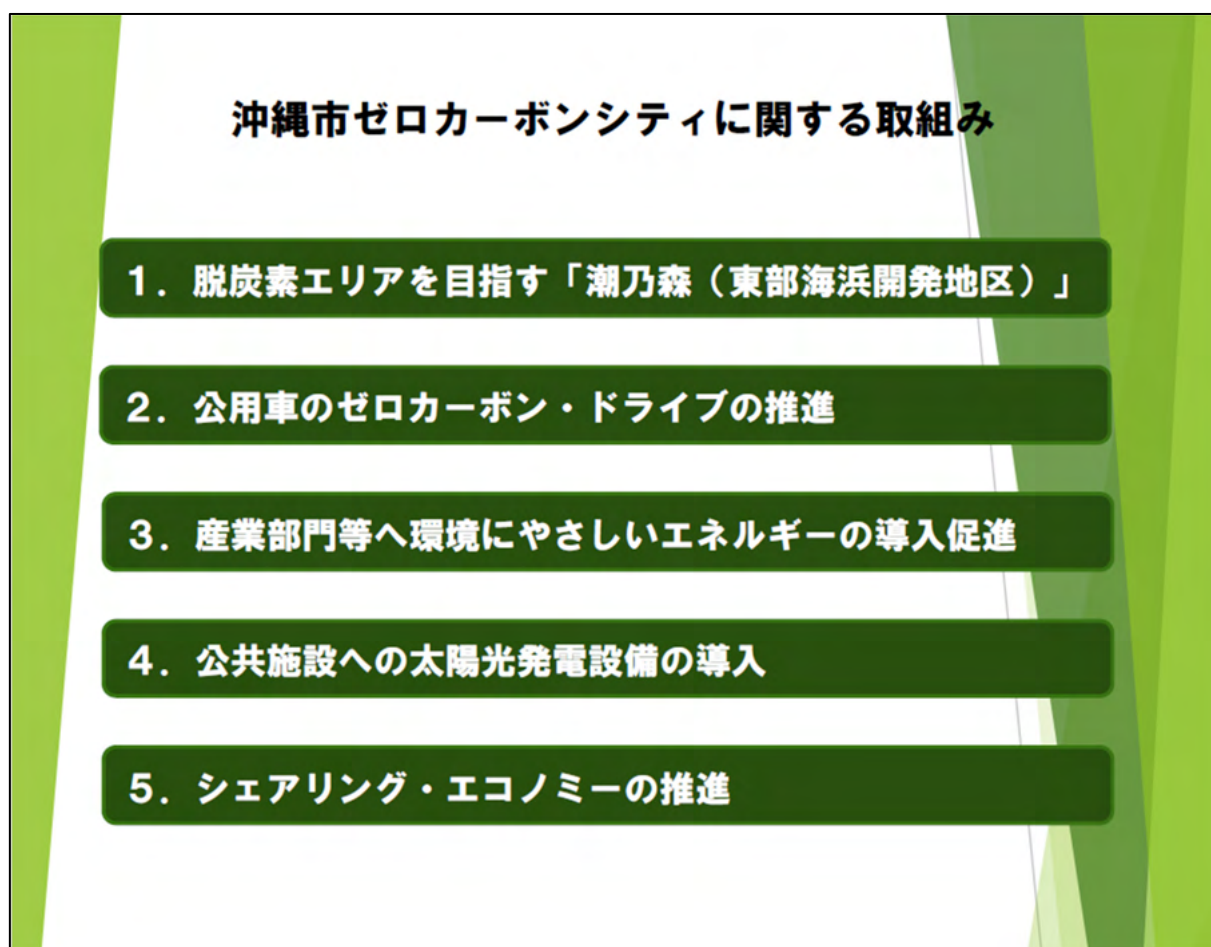 沖縄市ゼロカーボンシティに関する取組み
1．脱炭素エリアを目指す「潮乃森（東部海浜開発地区）」
2．公用車のゼロカーボン・ドライブの推進
3．産業部門等へ環境にやさしいエネルギーの導入促進
4．公共施設への太陽光発電設備の導入
5．シェアリング・エコノミーの推進